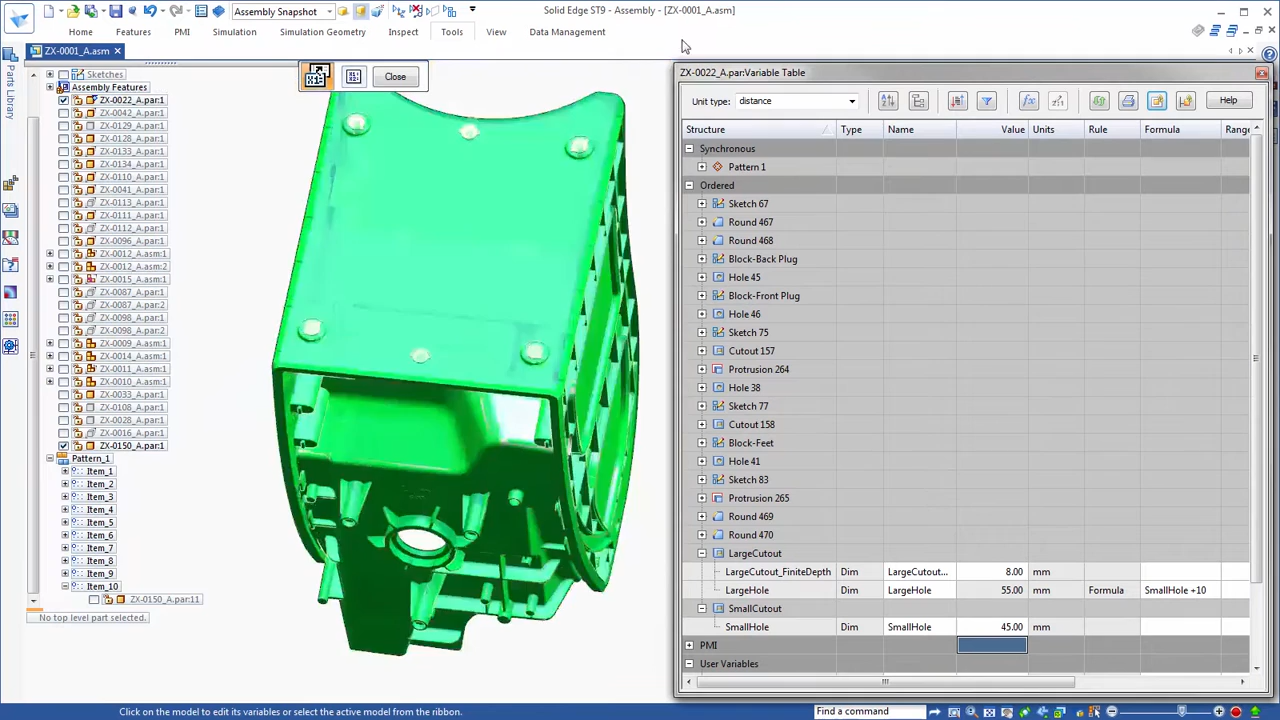 Assembly Snapshot
Solid Edge ST9 - Assembly - [ZX-0001_A.asm]
Home
Features
PMI
Simulation
Simulation Geometry
Inspect
Tools
View
Data Management
ZX-0001_A.asm
Close
Parts Library
Sketches
Assembly Features
ZX-0022_A.par:1
ZX-0042_A.par:1
ZX-0129_A.par:1
ZX-0128_A.par:1
ZX-0133_A.par:1
ZX-0134_A.par:1
ZX-0110_A.par:1
ZX-0041_A.par:1
ZX-0113_A.par:1
ZX-0111_A.par:1
ZX-0112_A.par:1
ZX-0096_A.par:1
ZX-0012_A.asm:1
ZX-0012_A.asm:2
ZX-0015_A.asm:1
ZX-0087_A.par:1
ZX-0087_A.par:2
ZX-0098_A.par:1
ZX-0098_A.par:2
ZX-0009_A.asm:1
ZX-0014_A.asm:1
ZX-0011_A.asm:1
ZX-0010_A.asm:1
ZX-0033_A.par:1
ZX-0108_A.par:1
ZX-0028_A.par:1
ZX-0016_A.par:1
ZX-0150_A.par:1
Pattern_1
Item_1
Item_2
Item_3
Item_4
Item_5
Item_6
Item_7
Item_8
Item_9
Item_10
ZX-0150_A.par:11
No top level part selected.
ZX-0022_A.par:Variable Table
Unit type: distance
Help
Structure Type Name Value Units Rule Formula Range
Synchronous
Pattern 1
Ordered
Sketch 67
Round 467
Round 468
Block-Back Plug
Hole 45
Block-Front Plug
Hole 46
Sketch 75
Cutout 157
Protrusion 264
Hole 38
Sketch 77
Cutout 158
Block-Feet
Hole 41
Sketch 83
Protrusion 265
Round 469
Round 470
LargeCutout
LargeCutout_FiniteDepth Dim LargeCutout... 8.00 mm
LargeHole Dim LargeHole 55.00 mm Formula SmallHole +10
SmallCutout
SmallHole Dim SmallHole 45.00 mm
PMI
User Variables
Click on the model to edit its variables or select the active model from the ribbon.
Find a command